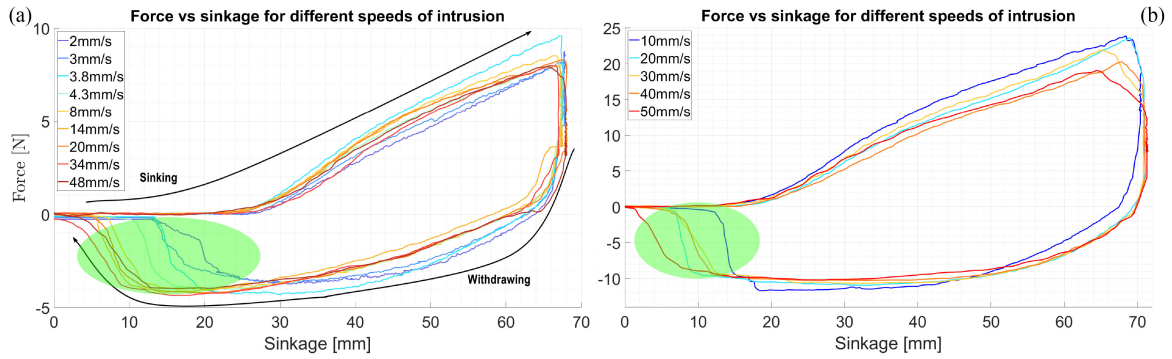 (a)
Force vs sinkage for different speeds of intrusion
10
5
0
-5
Force [N]
2mm/s
3mm/s
3.8mm/s
4.3mm/s
8mm/s
14mm/s
20mm/s
34mm/s
48mm/s
Sinking
Withdrawing
0 10 20 30 40 50 60 70
Sinkage [mm]
Force vs sinkage for different speeds of intrusion
(b)
25
20
15
10
5
0
-5
-10
10mm/s
20mm/s
30mm/s
40mm/s
50mm/s
0 10 20 30 40 50 60 70
Sinkage [mm]